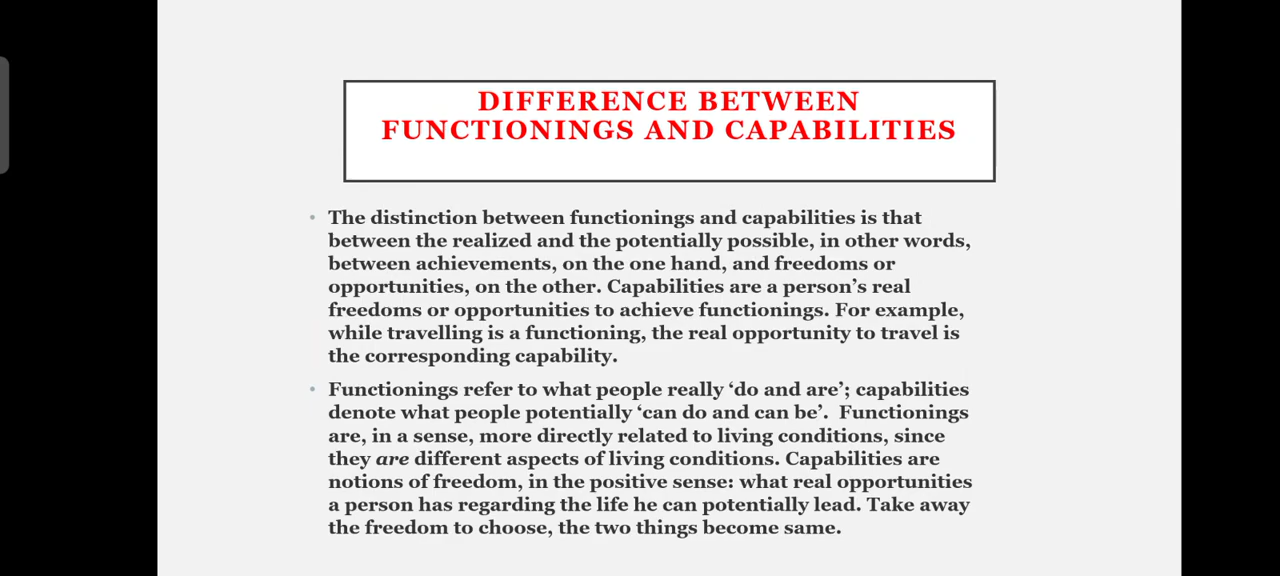 DIFFERENCE BETWEEN
FUNCTIONINGS AND CAPABILITIES
• The distinction between functionings and capabilities is that
between the realized and the potentially possible, in other words,
between achievements, on the one hand, and freedoms or
opportunities, on the other. Capabilities are a person's real
freedoms or opportunities to achieve functionings. For example,
while travelling is a functioning, the real opportunity to travel is
the corresponding capability.
• Functionings refer to what people really ‘do and are’; capabilities
denote what people potentially ‘can do and can be’.  Functionings
are, in a sense, more directly related to living conditions, since
they are different aspects of living conditions. Capabilities are
notions of freedom, in the positive sense: what real opportunities
a person has regarding the life he can potentially lead. Take away
the freedom to choose, the two things become same.